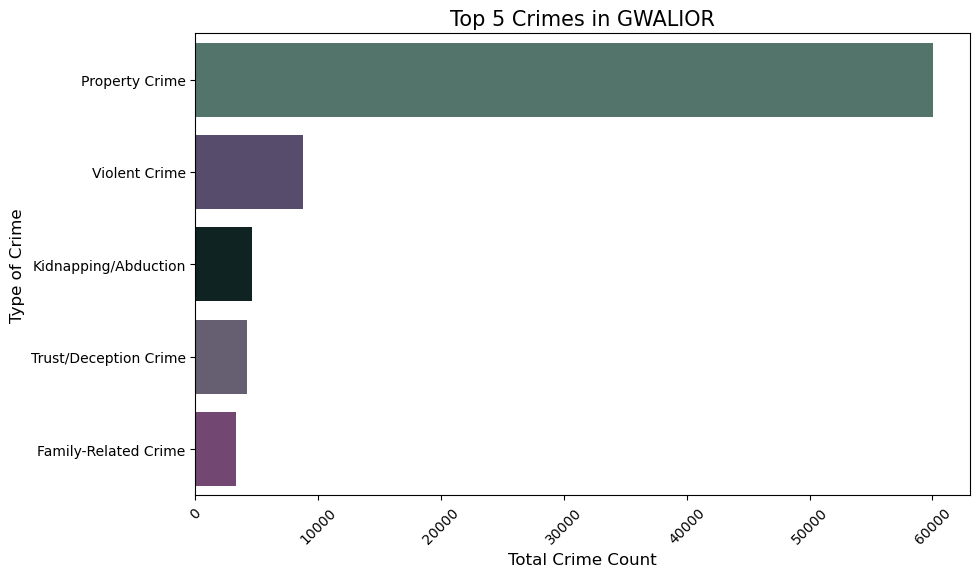 Top 5 Crimes in GWALIOR
Type of Crime
Property Crime
Violent Crime
Kidnapping/Abduction
Trust/Deception Crime
Family-Related Crime
0
10000
20000
30000
40000
50000
60000
Total Crime Count